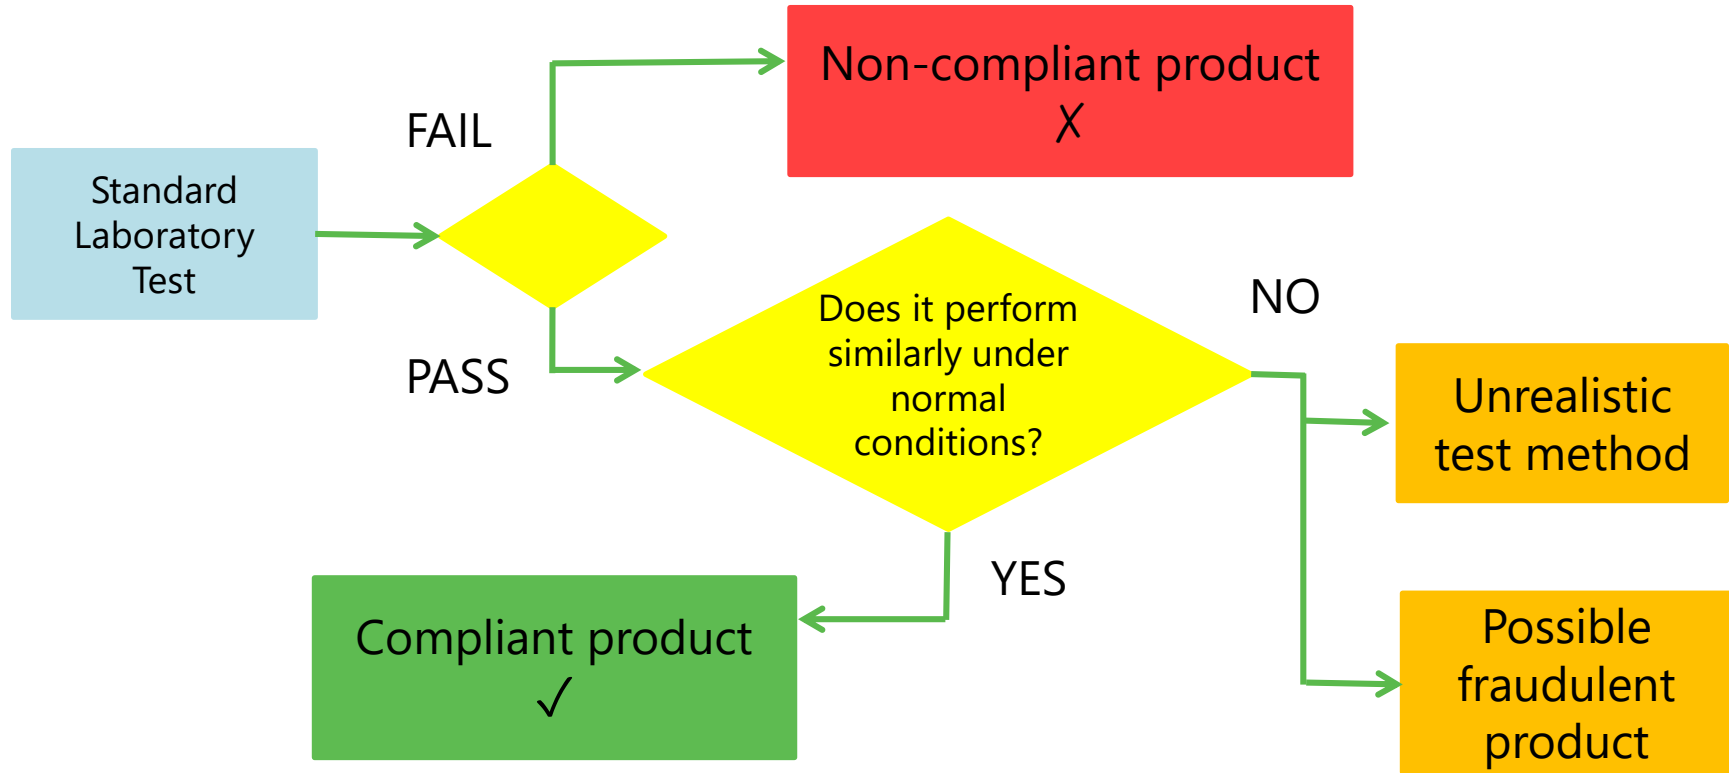 Standard
Laboratory
Test
FAIL
PASS
Non-compliant product
✗
Does it perform
similarly under
normal
conditions?
NO
YES
Unrealistic
test method
Possible
fraudulent
product
Compliant product
✓